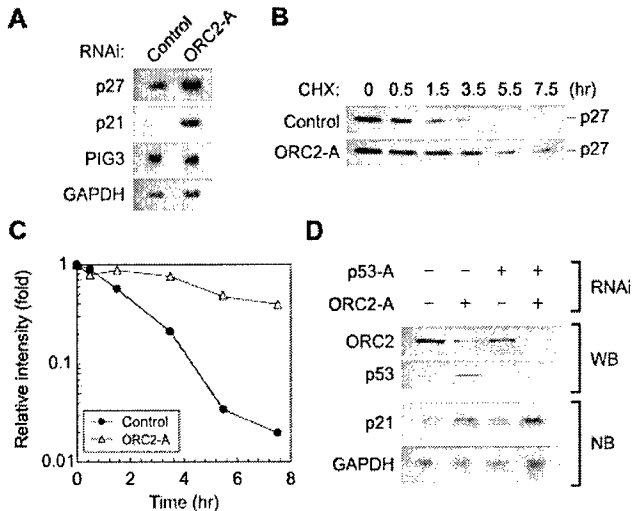 A
RNAi: Control ORC2-A
p27
p21
PIG3
GAPDH
B
CHX: 0 0.5 1.5 3.5 5.5 7.5 (hr)
Control – p27
ORC2-A – p27
C
Relative intensity (fold)
1
0.1
0.01
Control
ORC2-A
0 2 4 6 8
Time (hr)
D
p53-A – – + +
ORC2-A – + – +
RNAi
ORC2
p53
WB
p21
GAPDH
NB